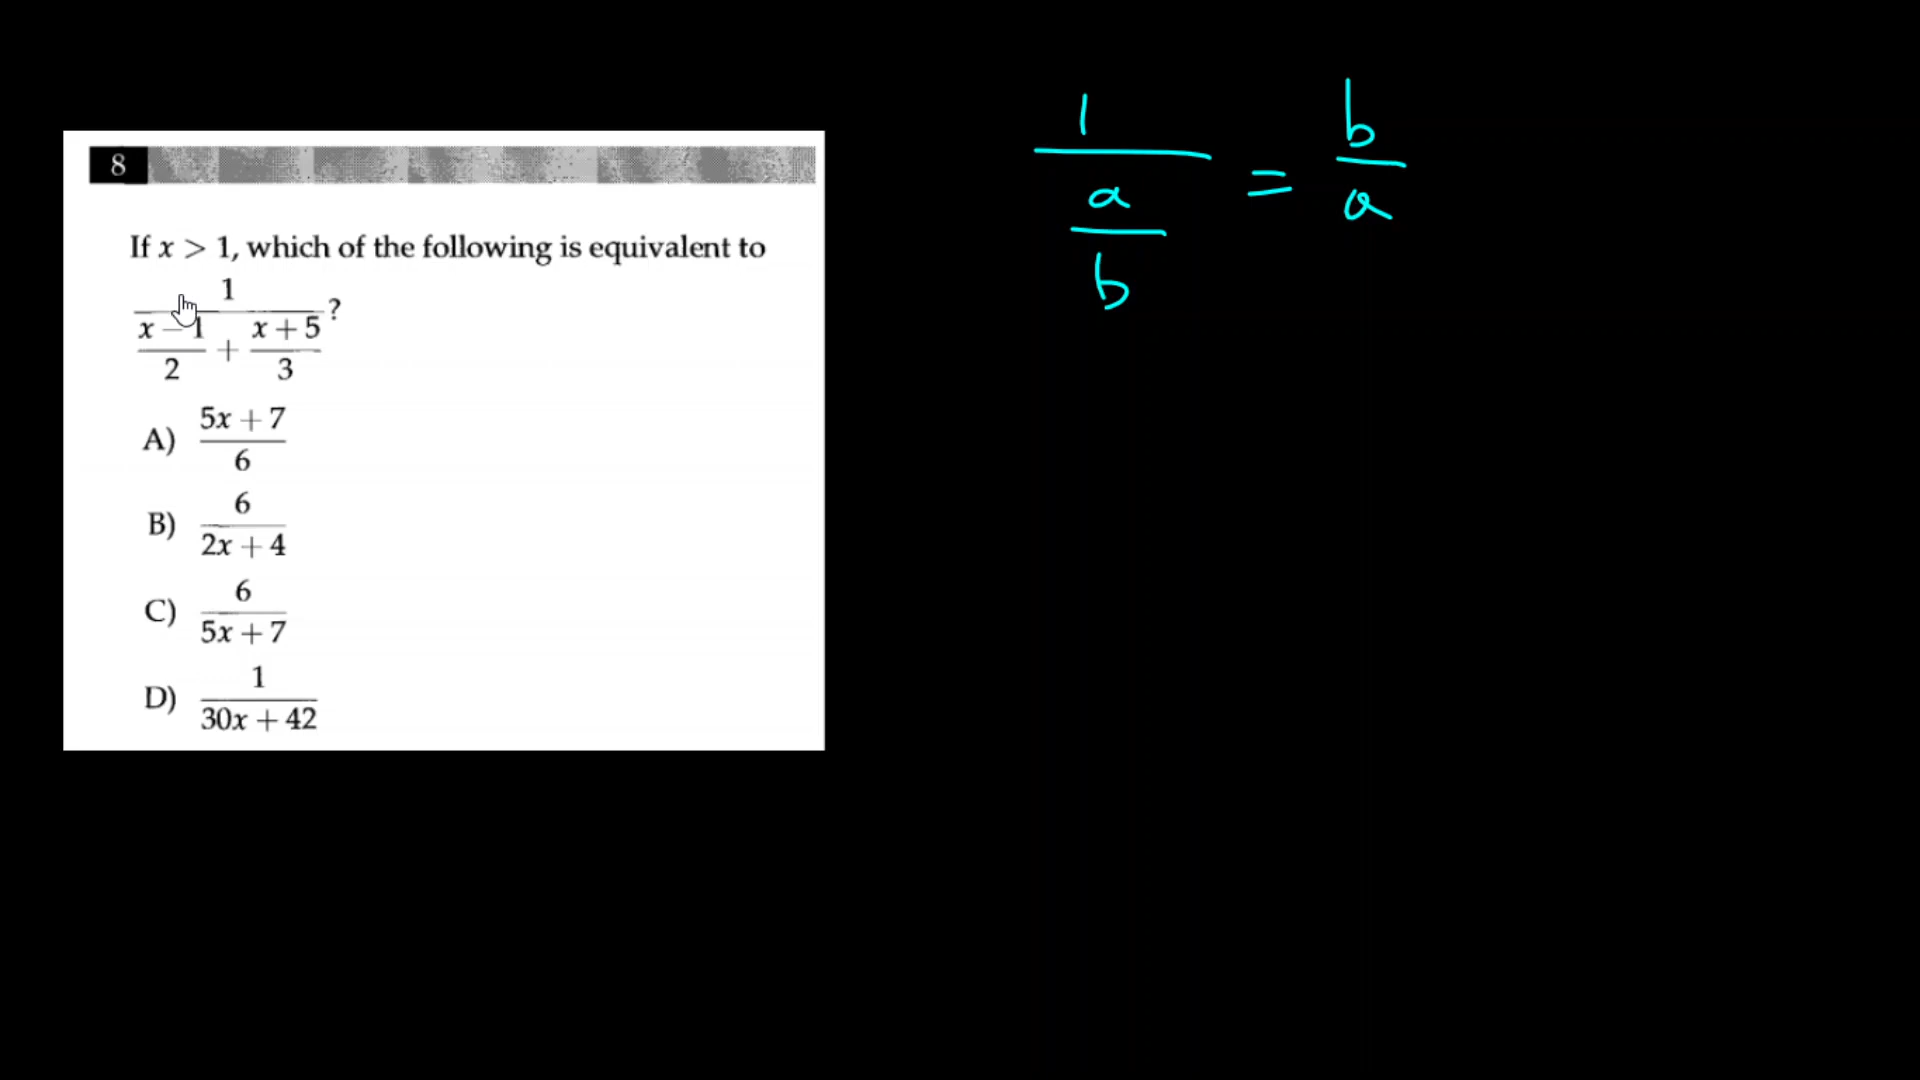 8
If x > 1, which of the following is equivalent to
1
x − 1 x + 5 ?
+
2 3
A) 5x + 7
6
B) 6
2x + 4
C) 6
5x + 7
D) 1
30x + 42
1
a
b
=
b
a